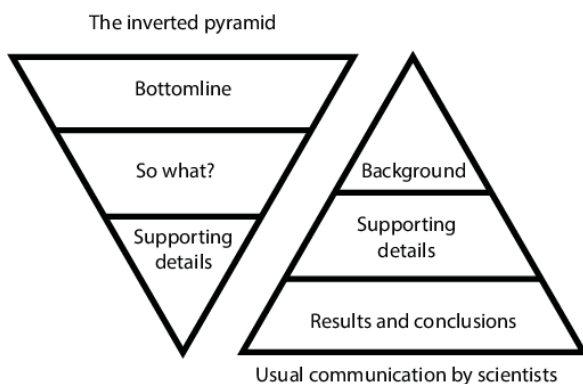 The inverted pyramid
Bottomline
So what?
Supporting
details
Background
Supporting
details
Results and conclusions
Usual communication by scientists